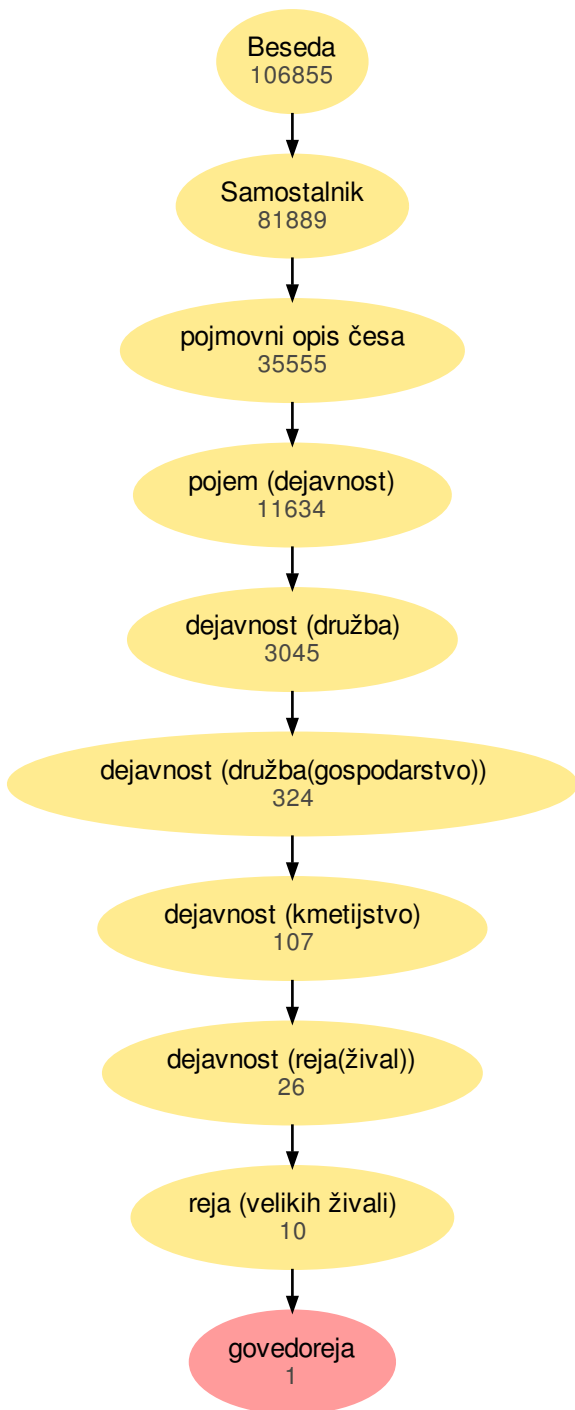 Beseda
106855
Samostalnik
81889
pojmovni opis česa
35555
pojem (dejavnost)
11634
dejavnost (družba)
3045
dejavnost (družba(gospodarstvo))
324
dejavnost (kmetijstvo)
107
dejavnost (reja(žival))
26
reja (velikih živali)
10
govedoreja
1